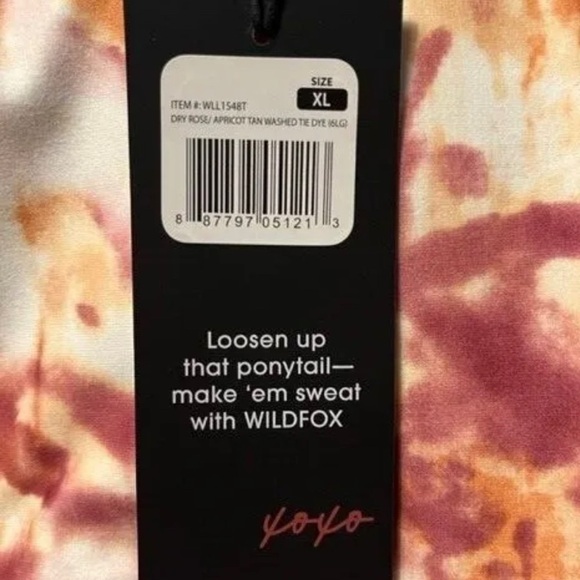 SIZE
XL
ITEM #: WLL1548T
DRY ROSE/ APRICOT TAN WASHED TIE DYE (6LG)
8 87797 05121 3
Loosen up
that ponytail—
make ‘em sweat
with WILDFOX
xoxo